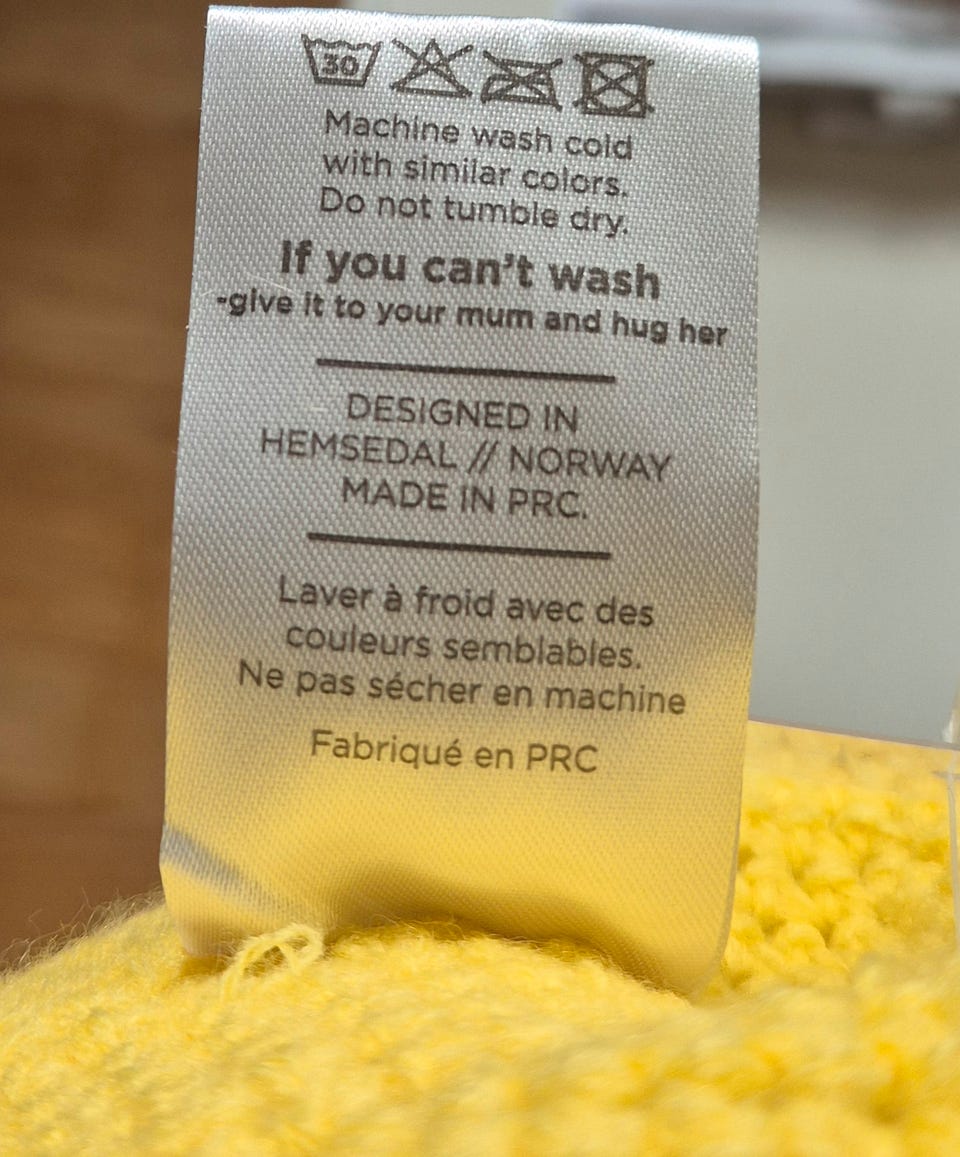 30
Machine wash cold
with similar colors.
Do not tumble dry.
If you can't wash
-give it to your mum and hug her
DESIGNED IN
HEMSEDAL // NORWAY
MADE IN PRC.
Laver à froid avec des
couleurs semblables.
Ne pas sécher en machine
Fabriqué en PRC